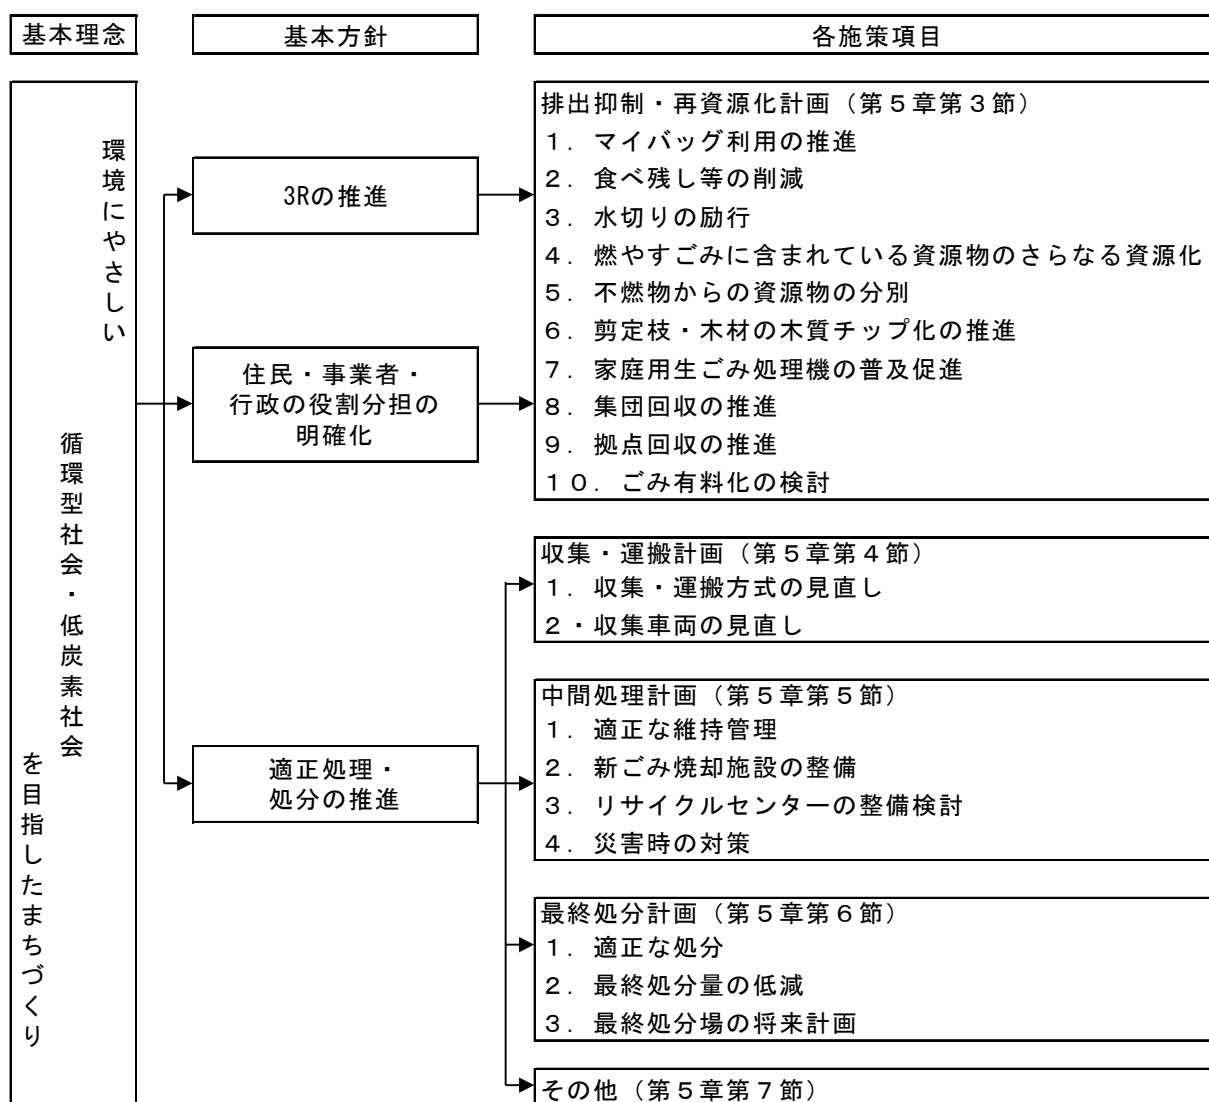 基本理念
基本方針
各施策項目
環境にやさしい
循環型社会・低炭素社会
を目指したまちづくり
3Rの推進
住民・事業者・
行政の役割分担の
明確化
適正処理・
処分の推進
排出抑制・再資源化計画（第５章第３節）
１．マイバッグ利用の推進
２．食べ残し等の削減
３．水切りの励行
４．燃やすごみに含まれている資源物のさらなる資源化
５．不燃物からの資源物の分別
６．剪定枝・木材の木質チップ化の推進
７．家庭用生ごみ処理機の普及促進
８．集団回収の推進
９．拠点回収の推進
１０．ごみ有料化の検討
収集・運搬計画（第５章第４節）
１．収集・運搬方式の見直し
２・収集車両の見直し
中間処理計画（第５章第５節）
１．適正な維持管理
２．新ごみ焼却施設の整備
３．リサイクルセンターの整備検討
４．災害時の対策
最終処分計画（第５章第６節）
１．適正な処分
２．最終処分量の低減
３．最終処分場の将来計画
その他（第５章第７節）